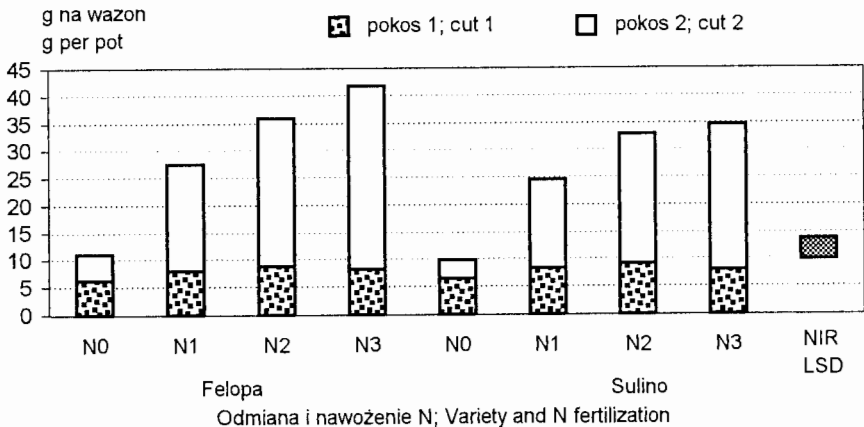 g na wazon
g per pot
pokos 1; cut 1
pokos 2; cut 2
45
40
35
30
25
20
15
10
5
0
N0 N1 N2 N3 N0 N1 N2 N3 NIR
LSD
Felopa Sulino
Odmiana i nawożenie N; Variety and N fertilization